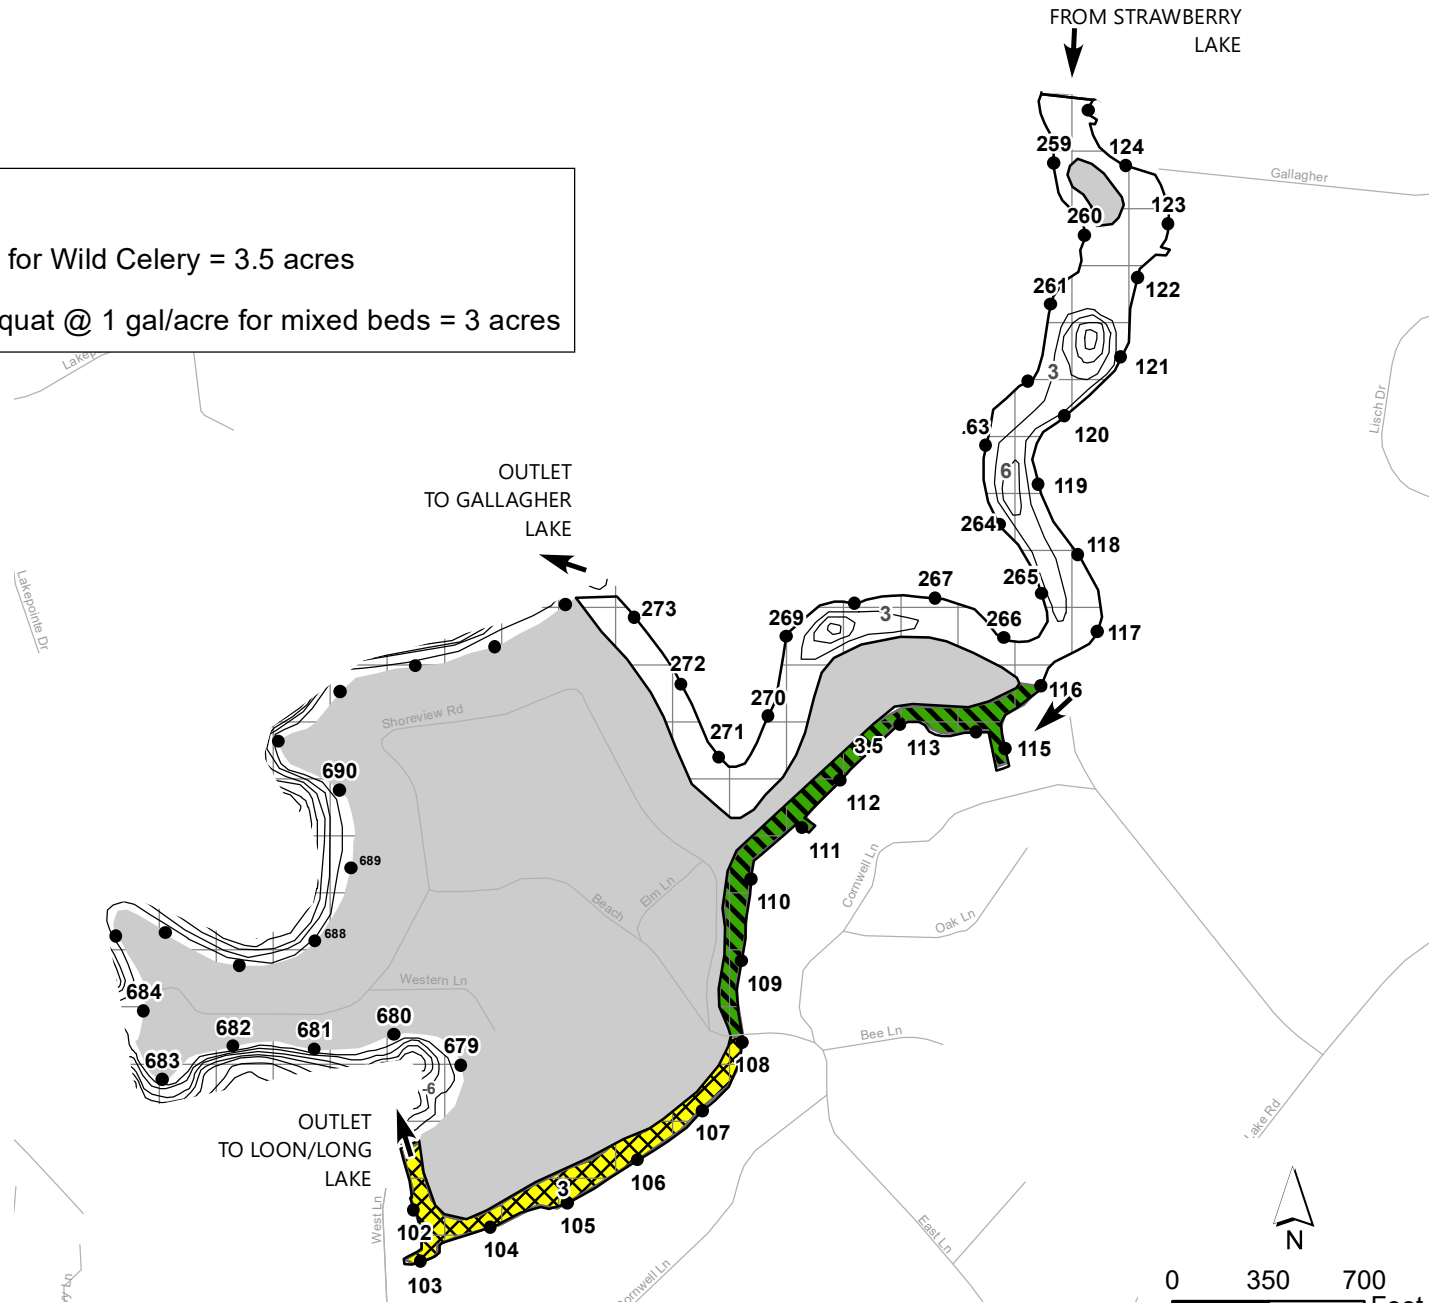 FROM STRAWBERRY
LAKE
259
124
Gallagher
123
260
for Wild Celery = 3.5 acres
261
122
quat @ 1 gal/acre for mixed beds = 3 acres
121
3
Lisch Dr
120
63
OUTLET
TO GALLAGHER
LAKE
6
119
264
118
Lakepointe Dr
265
267
273
269
3
266
117
272
116
270
Shoreview Rd
271
3.5
113
115
690
112
111
689
Cornwell Ln
Elm Ln
110
Beach
Oak Ln
688
109
Western Ln
684
680
682
681
Bee Ln
679
683
108
-6
OUTLET
TO LOON/LONG
LAKE
107
Lake Rd
106
3
105
West Ln
102
104
103
East Ln
N
0 350 700